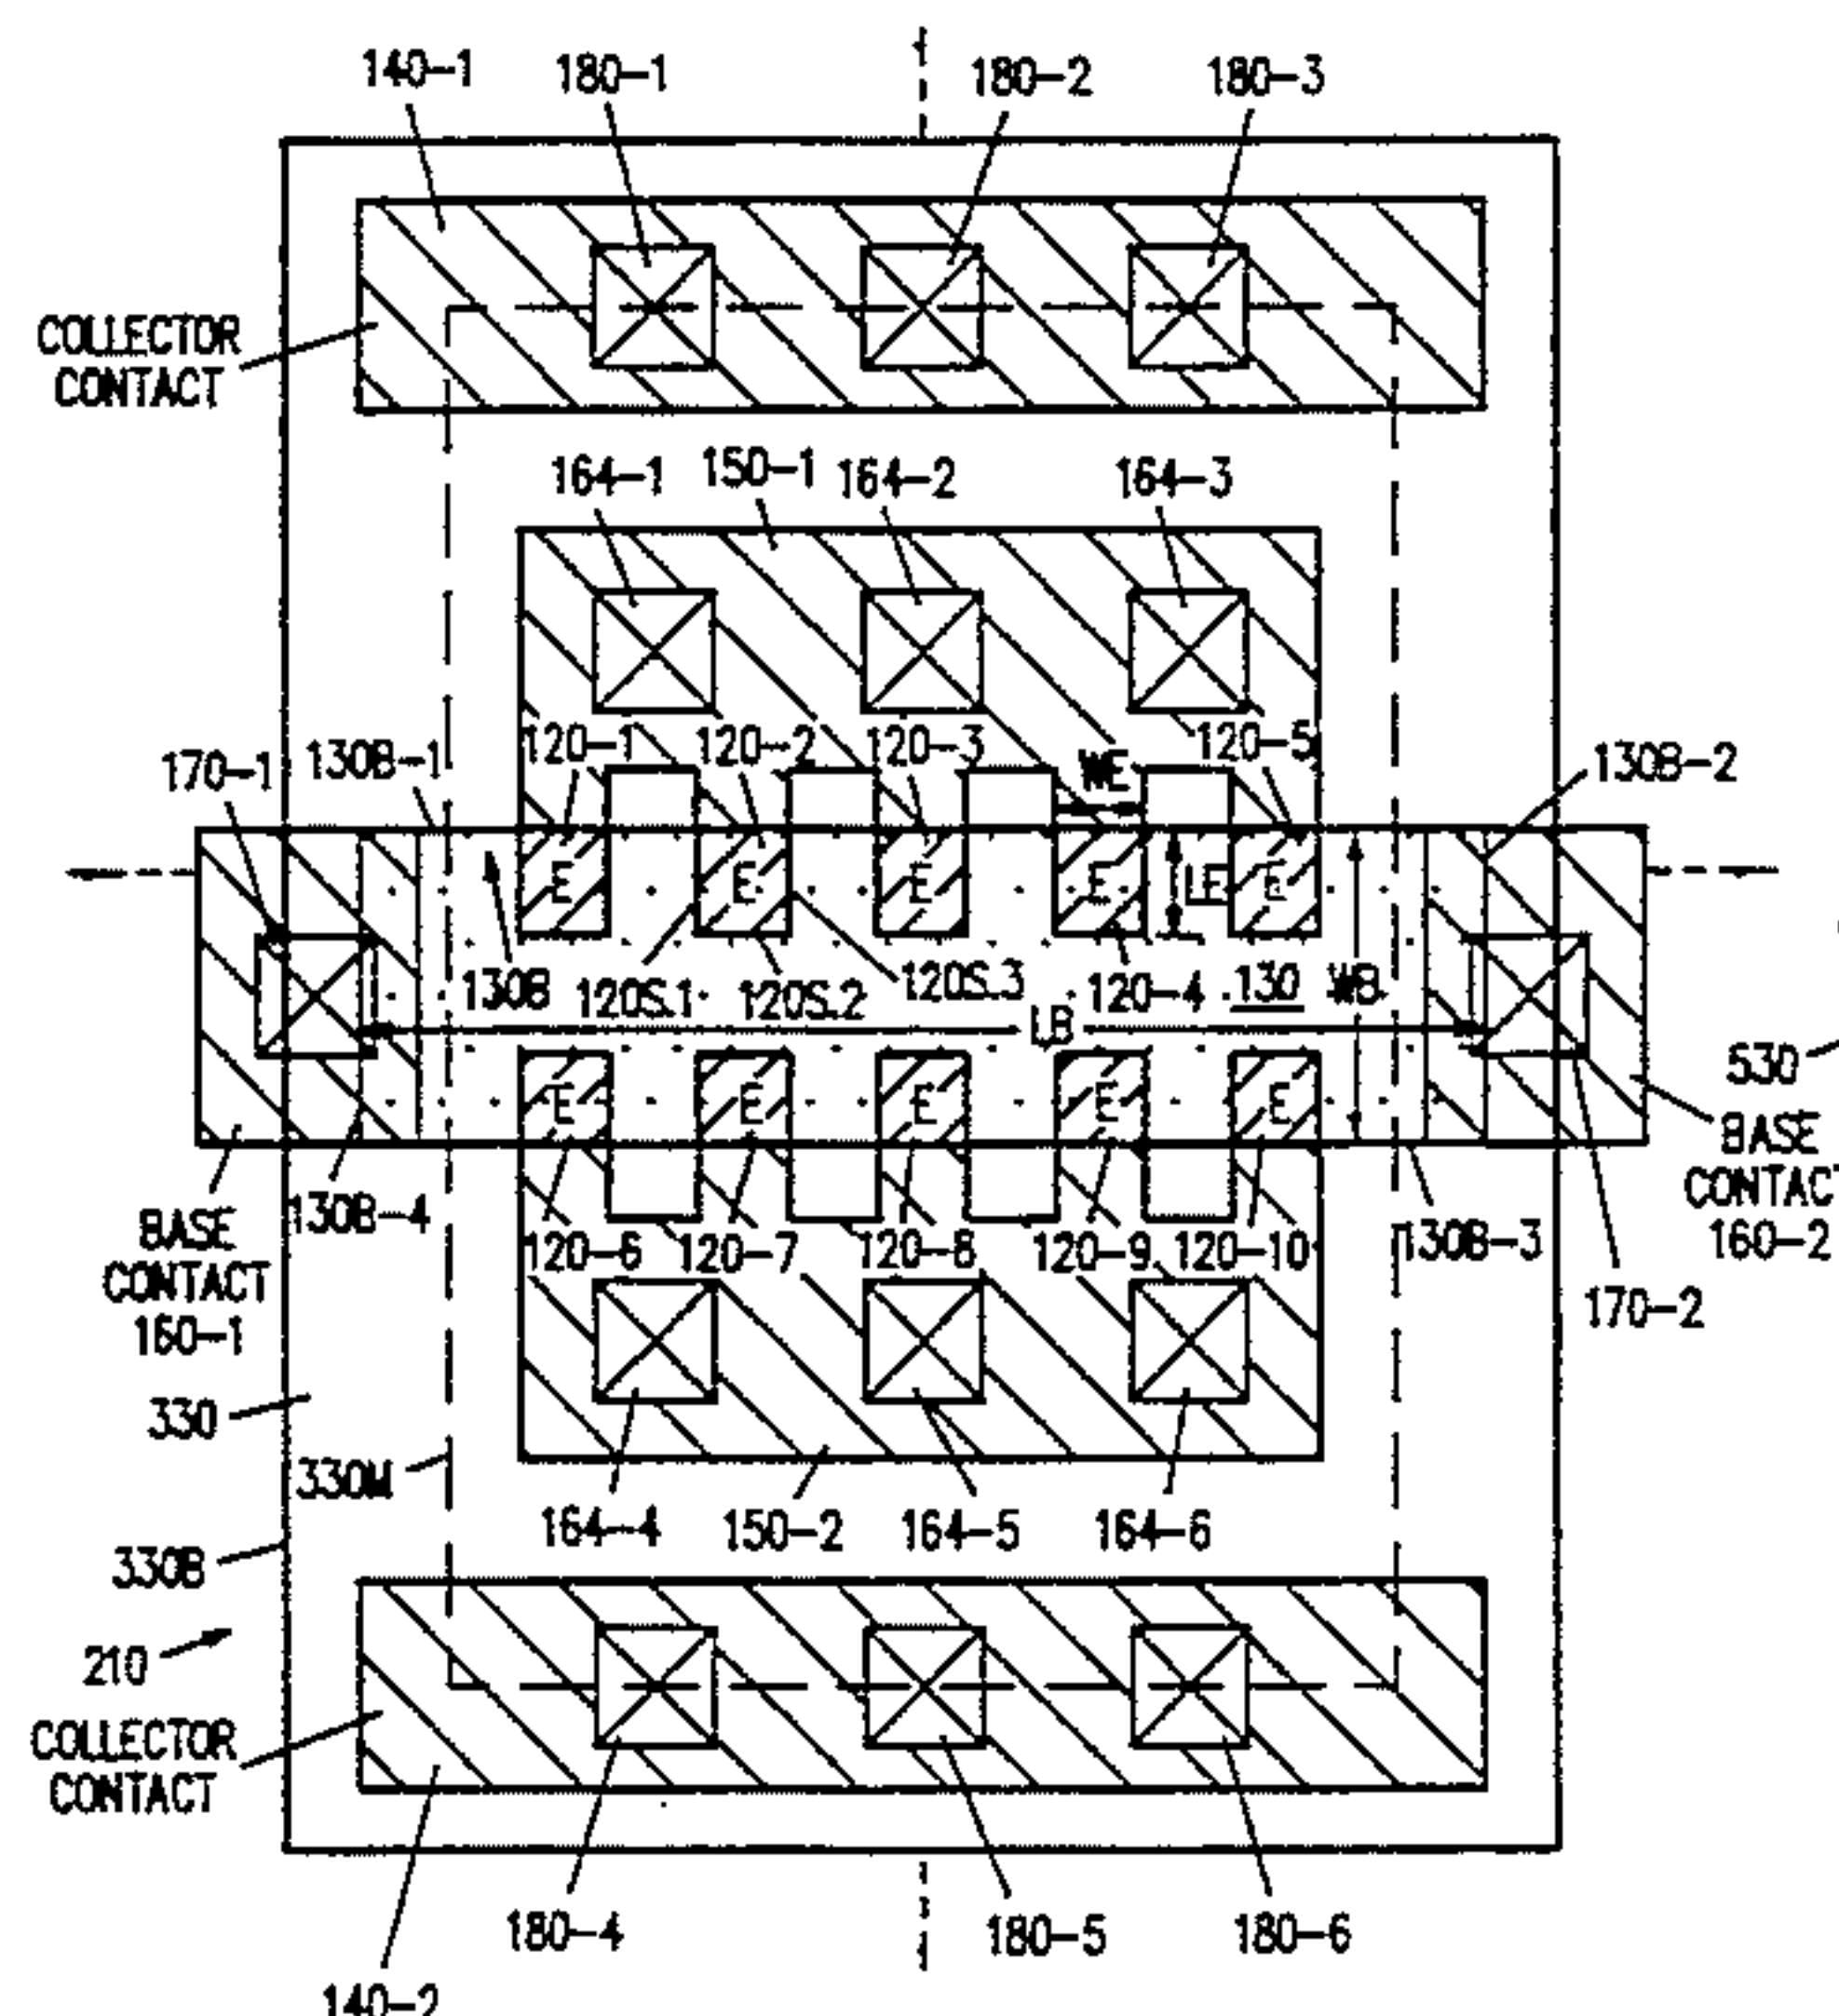 140-1 180-1 180-2 180-3
COLLECTOR
CONTACT
164-1 150-1 164-2 164-3
120-1 120-2 120-3 WE 120-5
170-1 130B-1 130B-2
E E E E E
LE
130B 120S.1 120S.2 120S.3 120-4 130 WB
LB
530
E E E E E
BASE
CONTACT
160-2
130B-4
BASE
CONTACT
160-1
120-6 120-7 120-8 120-9 120-10 130B-3
170-2
330
330M
164-4 150-2 164-5 164-6
330B
210
COLLECTOR
CONTACT
180-4 180-5 180-6
140-2